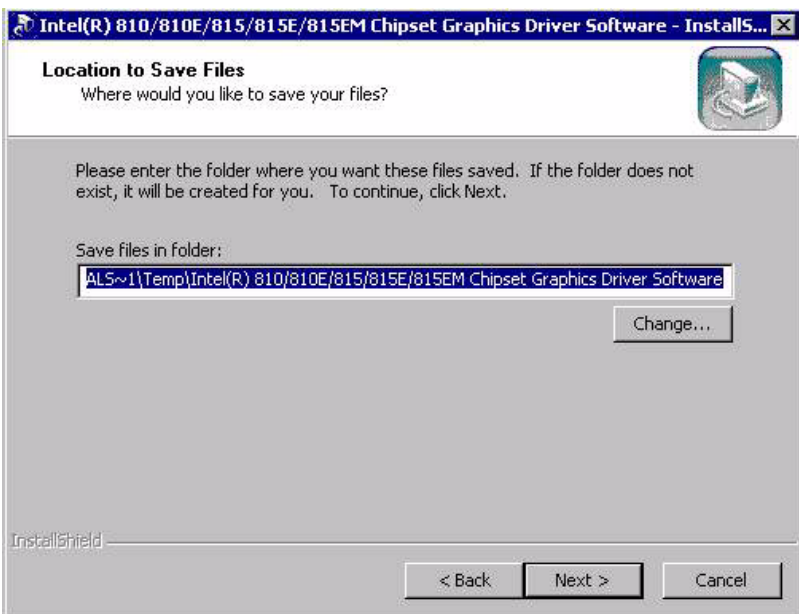 Intel(R) 810/810E/815/815E/815EM Chipset Graphics Driver Software - InstallS...
Location to Save Files
Where would you like to save your files?
Please enter the folder where you want these files saved. If the folder does not
exist, it will be created for you. To continue, click Next.
Save files in folder:
ALS~1\Temp\Intel(R) 810/810E/815/815E/815EM Chipset Graphics Driver Software
Change...
InstallShield
< Back Next > Cancel